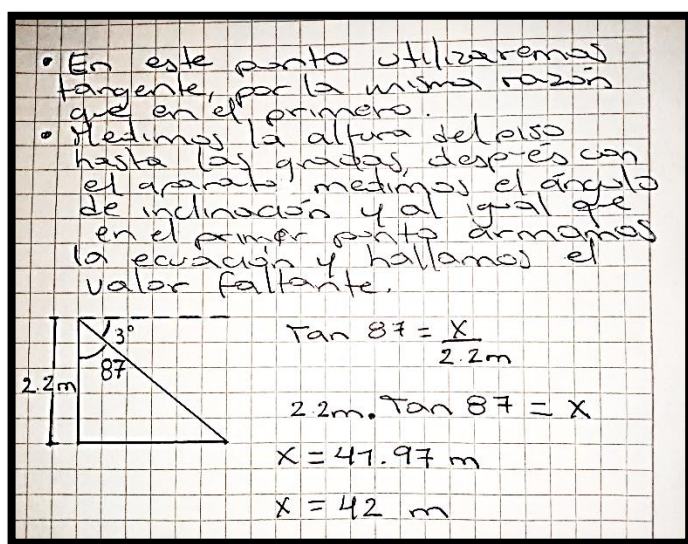 • En este punto utilizaremos
tangente, por la misma razón
que en el primero.
• Medimos la altura del piso
hasta las gradas, después con
el aparato medimos el ángulo
de inclinación y al igual que
en el primer punto armamos
la ecuación y hallamos el
valor faltante.
3°
87
2.2m
Tan 87 = x/2.2m
2.2m. Tan 87 = x
x = 41.97 m
x = 42 m